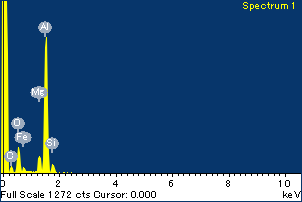 Spectrum 1
Al
Mg
O
Fe
O
Si
0 2 4 6 8 10
Full Scale 1272 cts Cursor: 0.000 keV